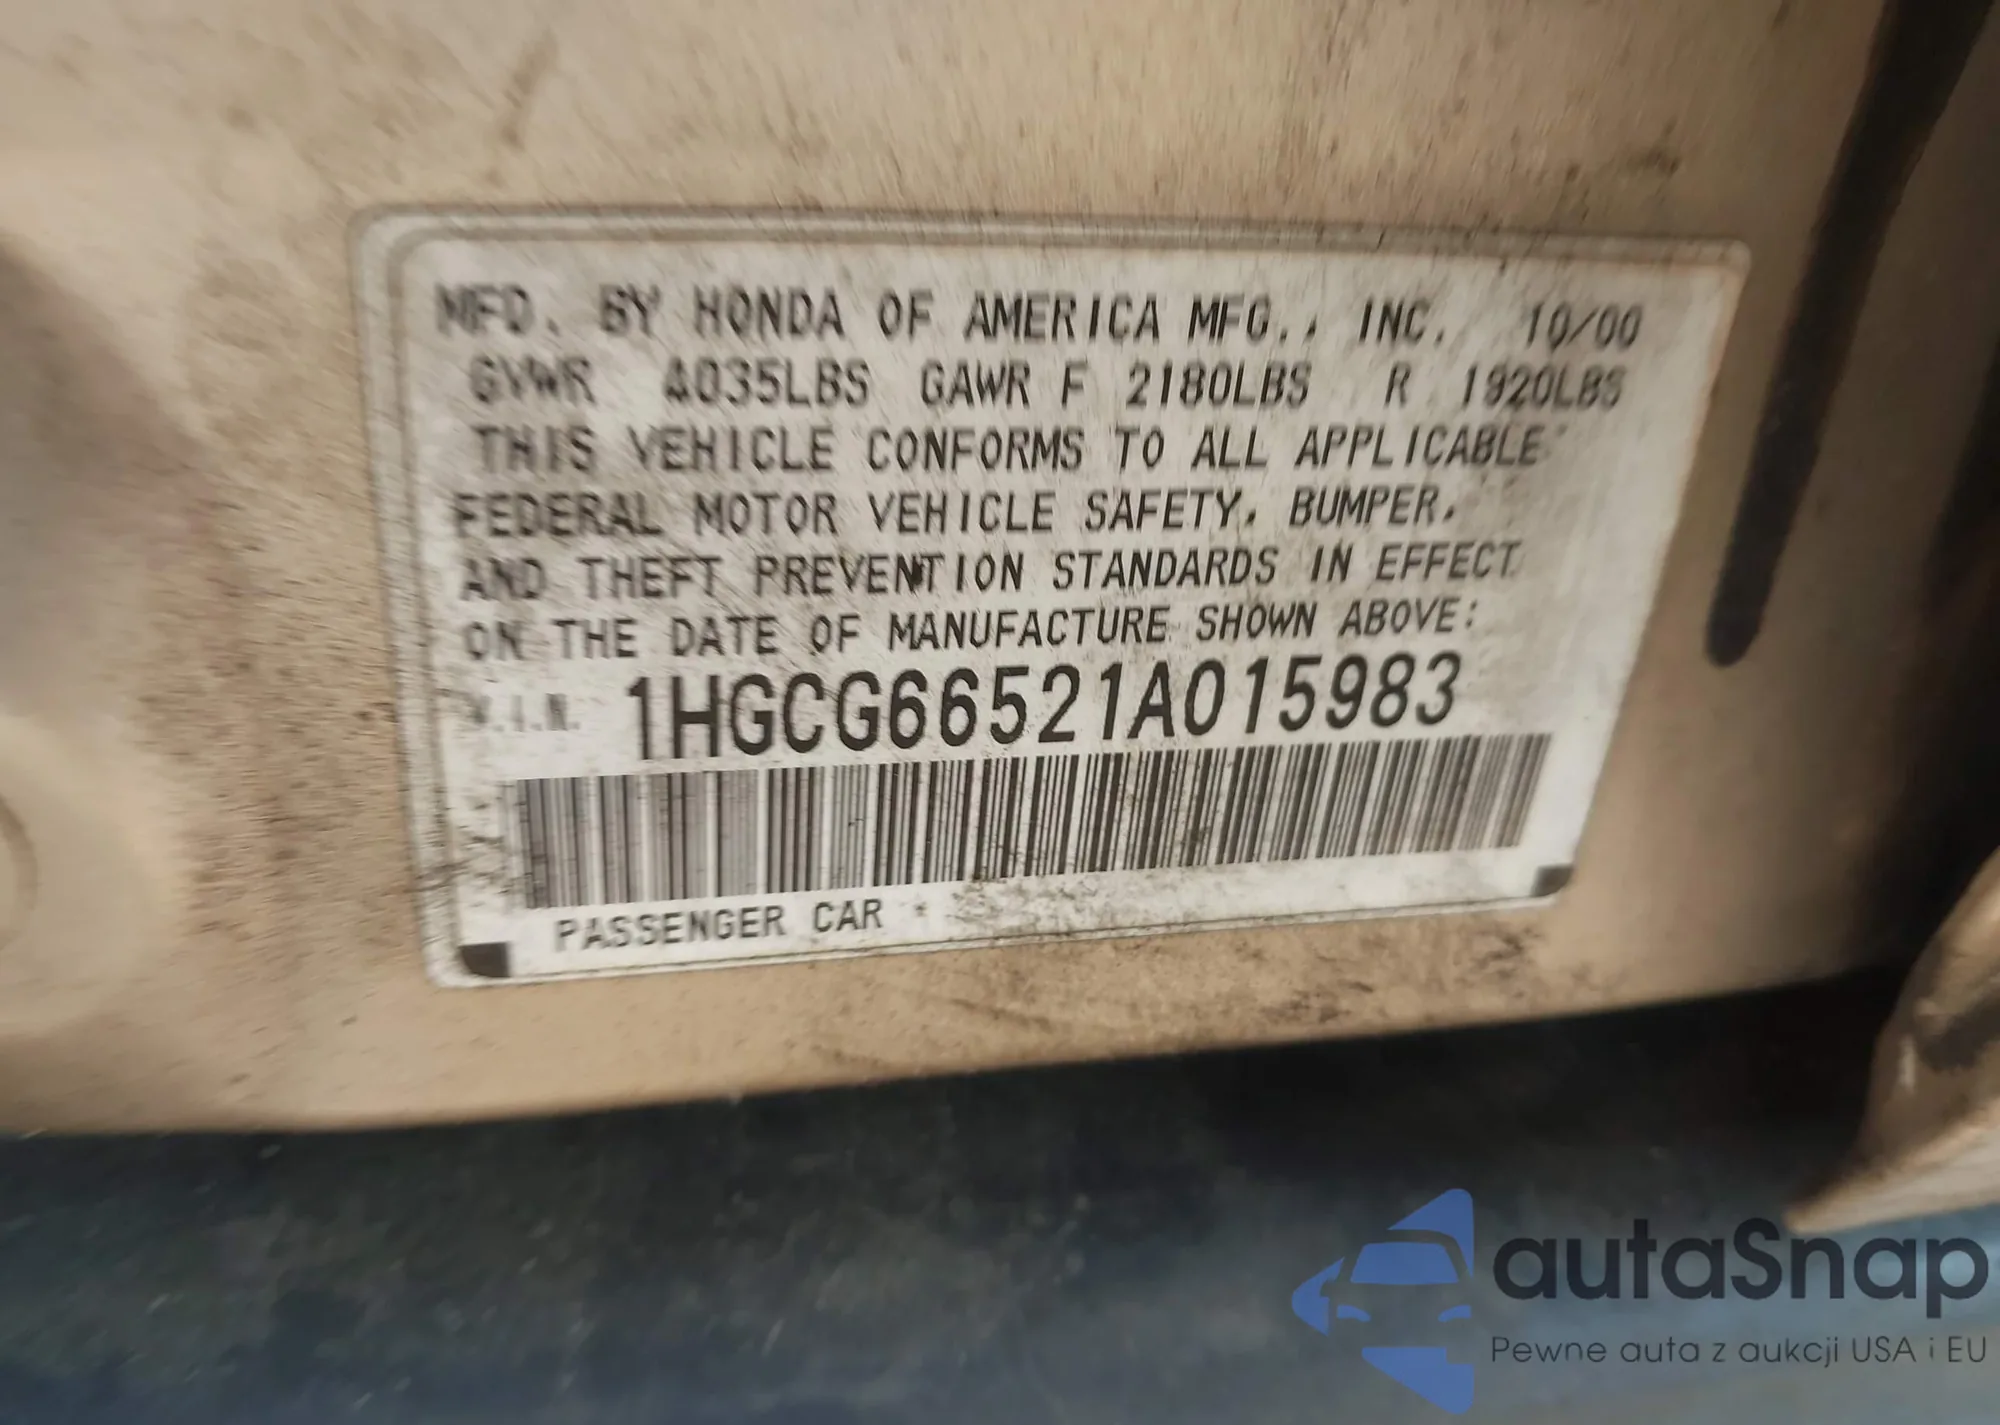 MFD. BY HONDA OF AMERICA MFG., INC. 10/00
GVWR 4035LBS GAWR F 2180LBS R 1920LBS
THIS VEHICLE CONFORMS TO ALL APPLICABLE
FEDERAL MOTOR VEHICLE SAFETY, BUMPER,
AND THEFT PREVENTION STANDARDS IN EFFECT
ON THE DATE OF MANUFACTURE SHOWN ABOVE:
V.I.N. 1HGCG66521A015983
PASSENGER CAR *
autaSnap
Pewne auta z aukcji USA i EU